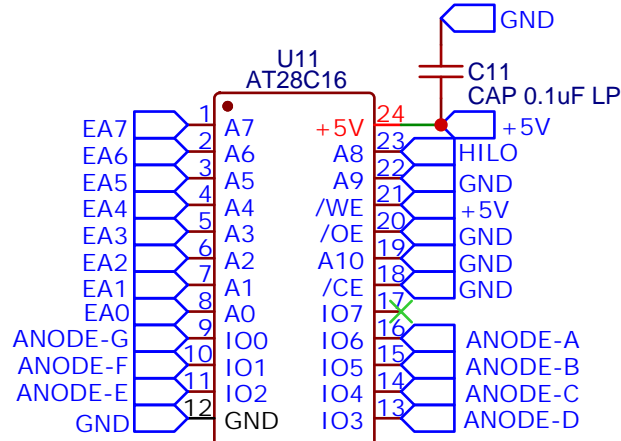 GND
U11
AT28C16
C11
CAP 0.1uF LP
EA7 1 A7 +5V 24 +5V
EA6 2 A6 A8 23 HILO
EA5 3 A5 A9 22 GND
EA4 4 A4 /WE 21 +5V
EA3 5 A3 /OE 20 GND
EA2 6 A2 A10 19 GND
EA1 7 A1 /CE 18 GND
EA0 8 A0 IO7 17
ANODE-G 9 IO0 IO6 16 ANODE-A
ANODE-F 10 IO1 IO5 15 ANODE-B
ANODE-E 11 IO2 IO4 14 ANODE-C
GND 12 GND IO3 13 ANODE-D